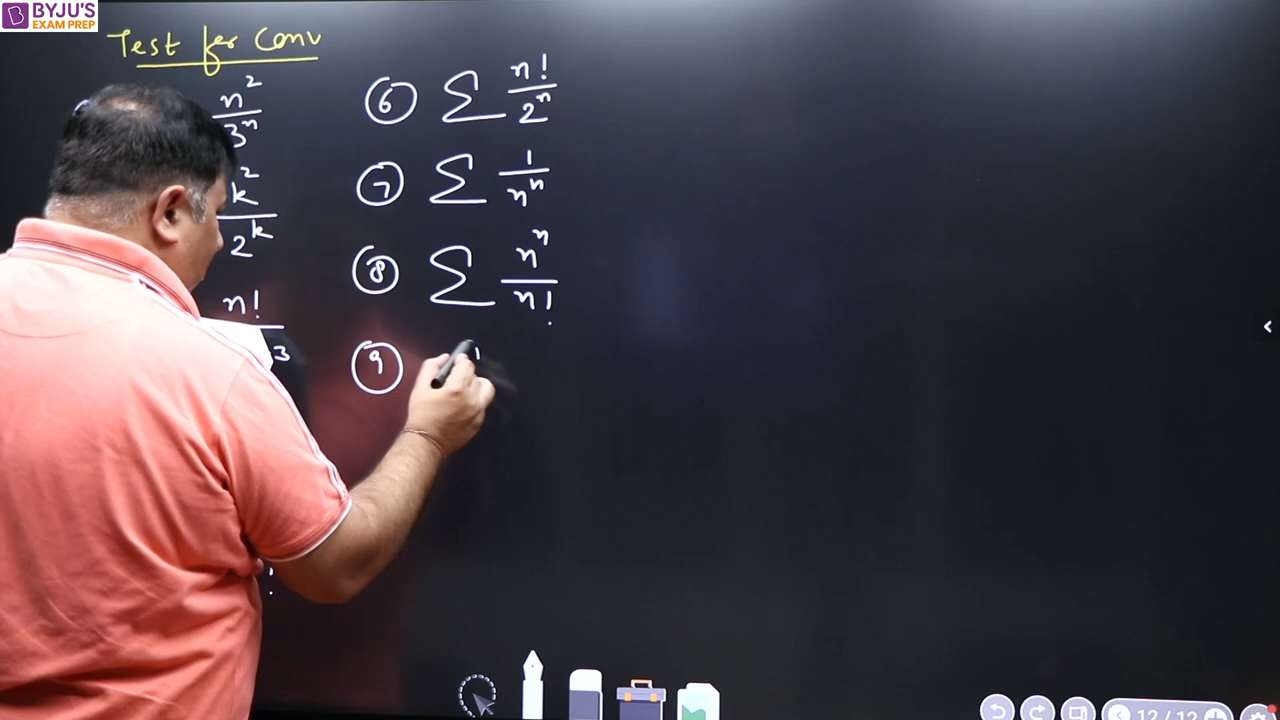 BYJU'S
EXAM PREP
Test for Conv
n²
3ⁿ
k²
2ᵏ
n!
3
⑥ Σ n!/2ⁿ
⑦ Σ 1/nⁿ
⑧ Σ nⁿ/n!
⑨
12 / 12